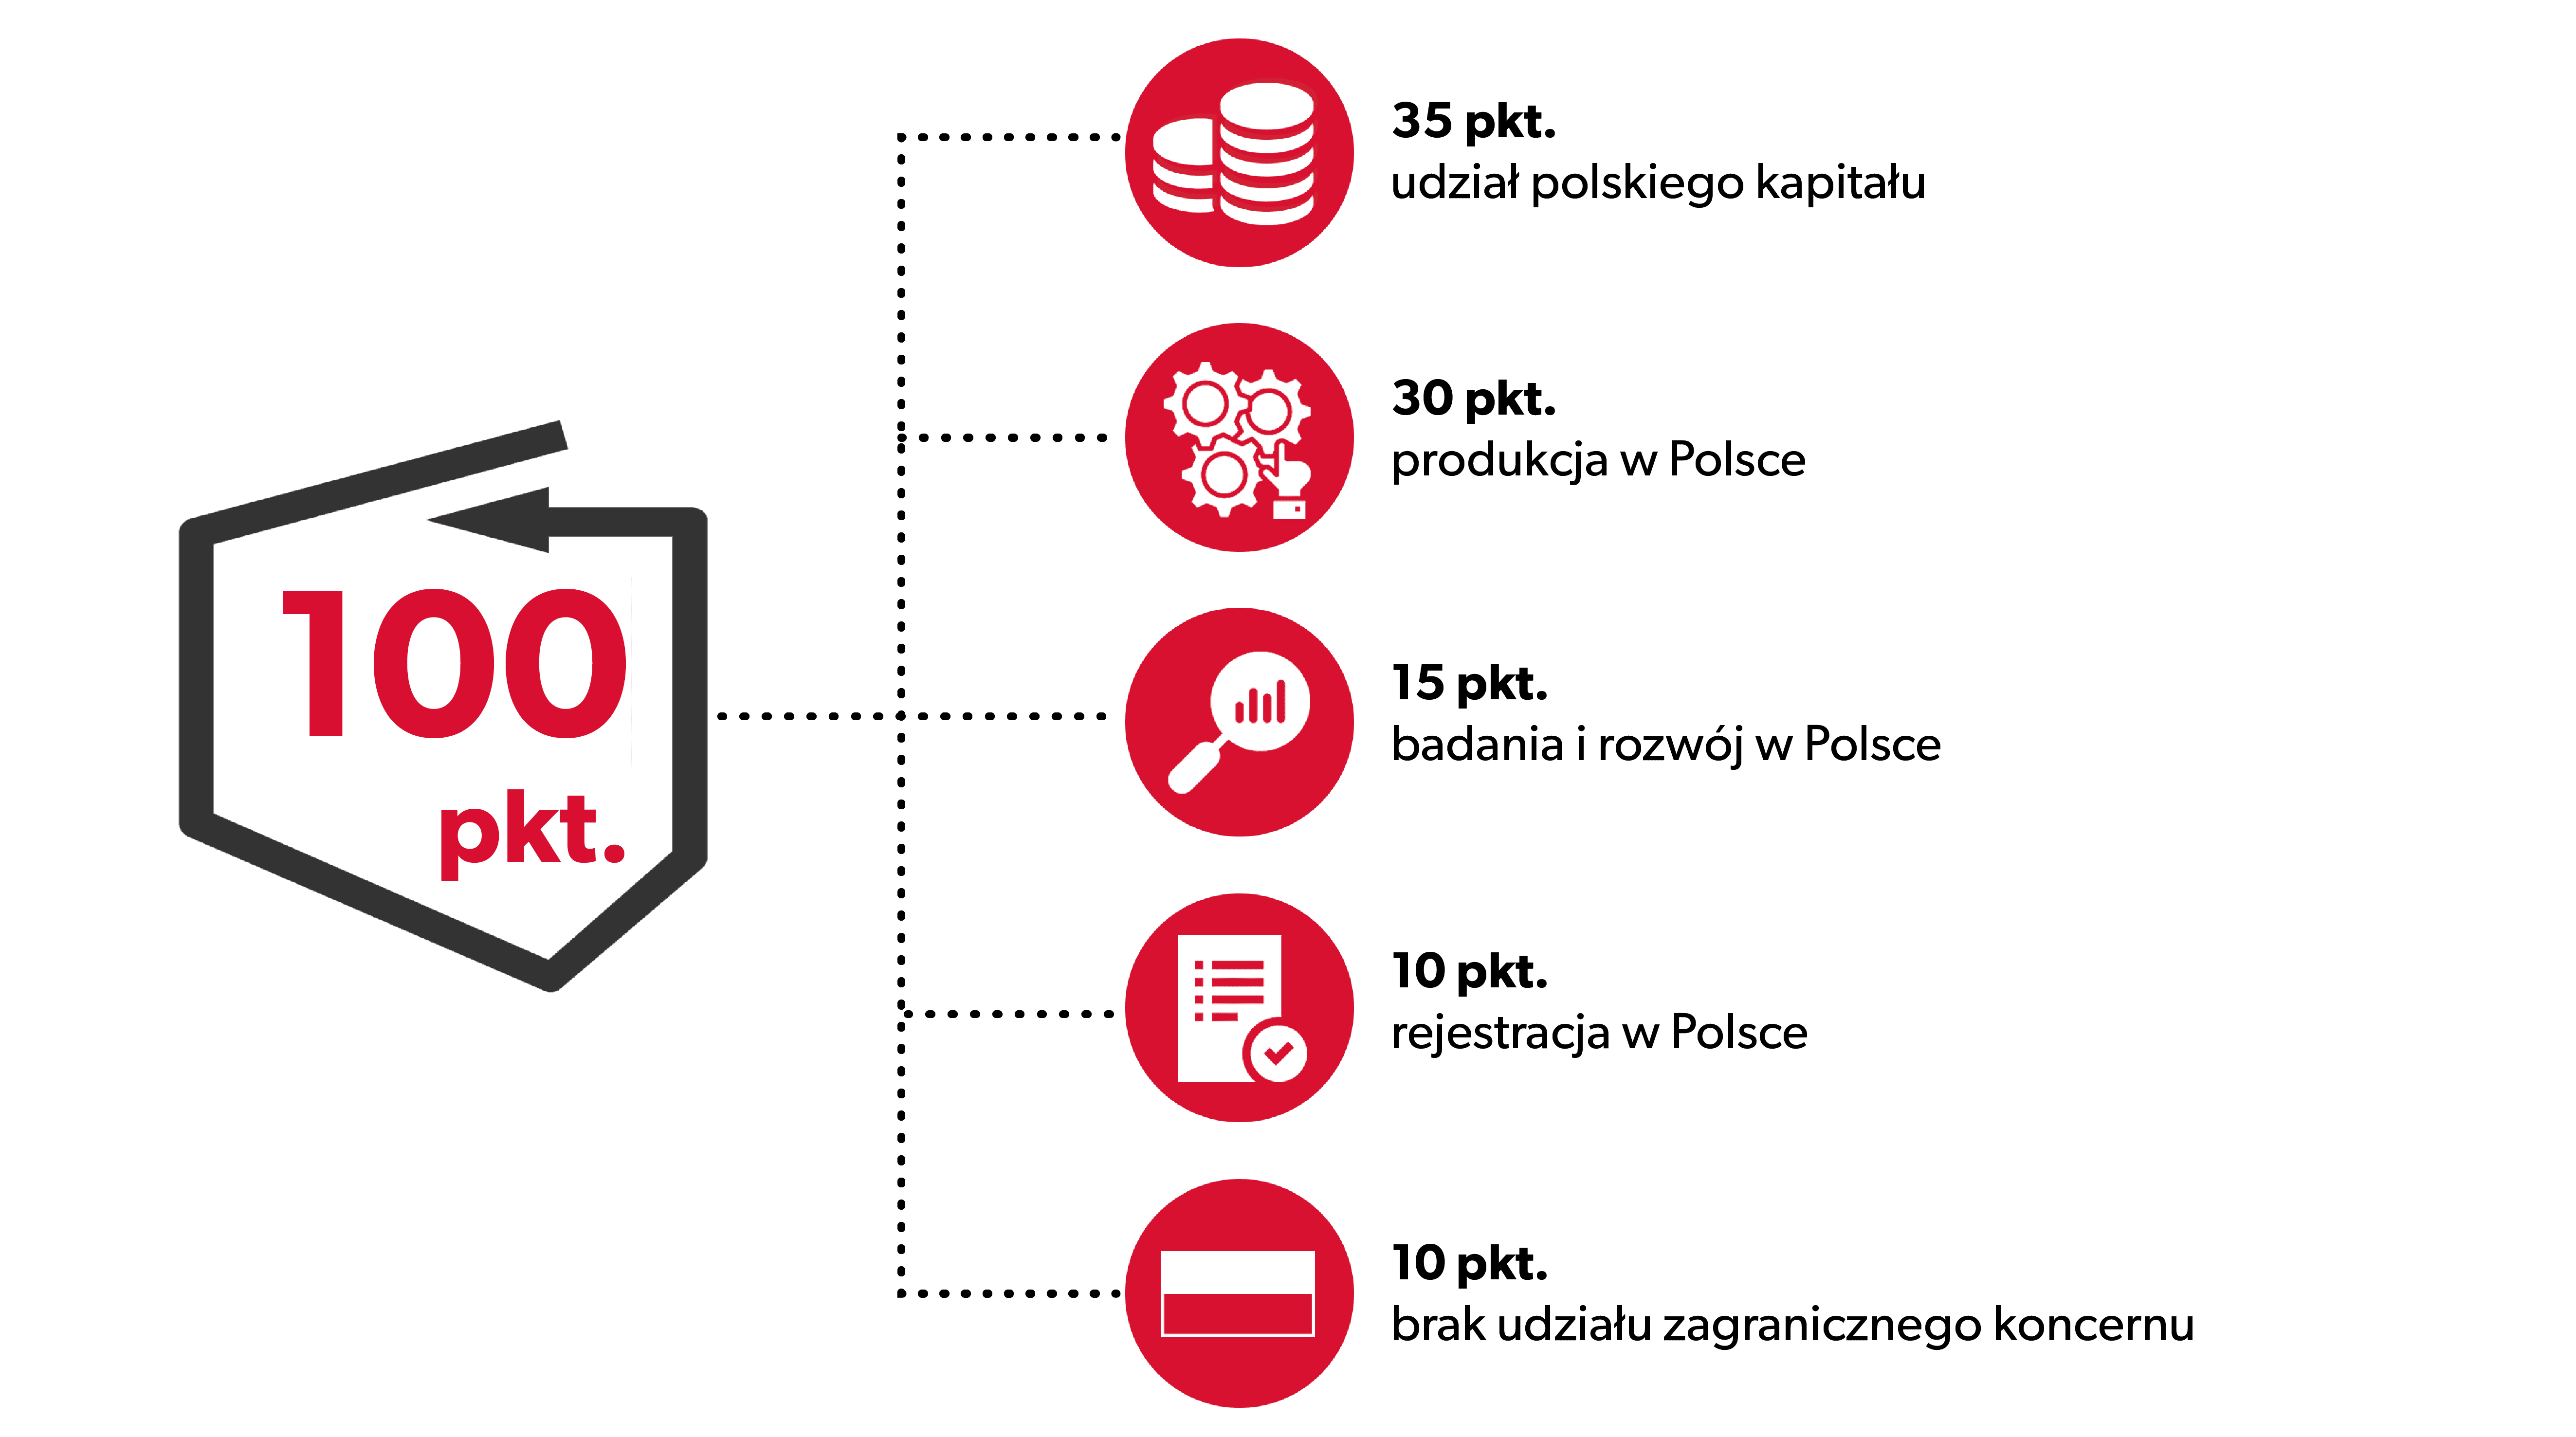 100
pkt.
35 pkt.
udział polskiego kapitału
30 pkt.
produkcja w Polsce
15 pkt.
badania i rozwój w Polsce
10 pkt.
rejestracja w Polsce
10 pkt.
brak udziału zagranicznego koncernu